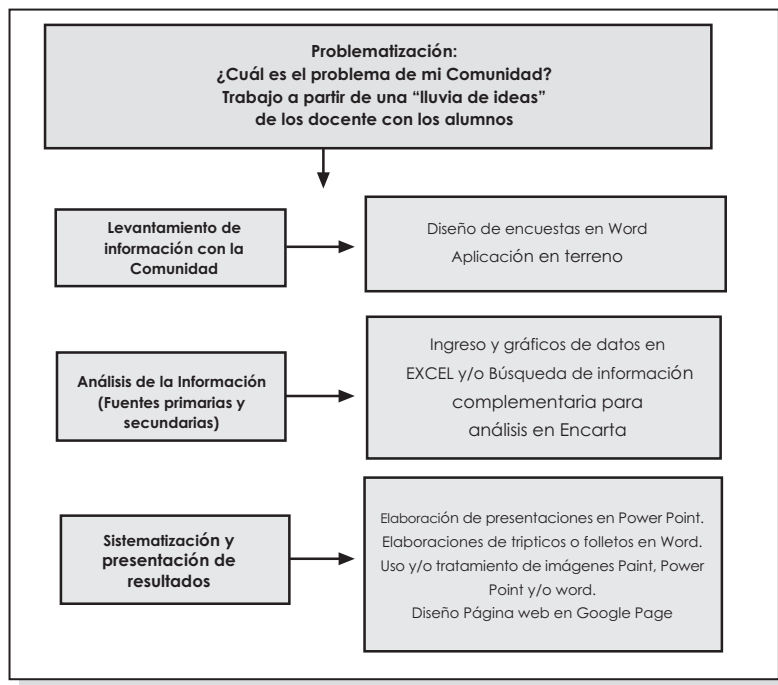 Problematización:
¿Cuál es el problema de mi Comunidad?
Trabajo a partir de una “lluvia de ideas”
de los docente con los alumnos
Levantamiento de
información con la
Comunidad
Diseño de encuestas en Word
Aplicación en terreno
Análisis de la Información
(Fuentes primarias y
secundarias)
Ingreso y gráficos de datos en
EXCEL y/o Búsqueda de información
complementaria para
análisis en Encarta
Sistematización y
presentación de
resultados
Elaboración de presentaciones en Power Point.
Elaboraciones de tripticos o folletos en Word.
Uso y/o tratamiento de imágenes Paint, Power
Point y/o word.
Diseño Página web en Google Page